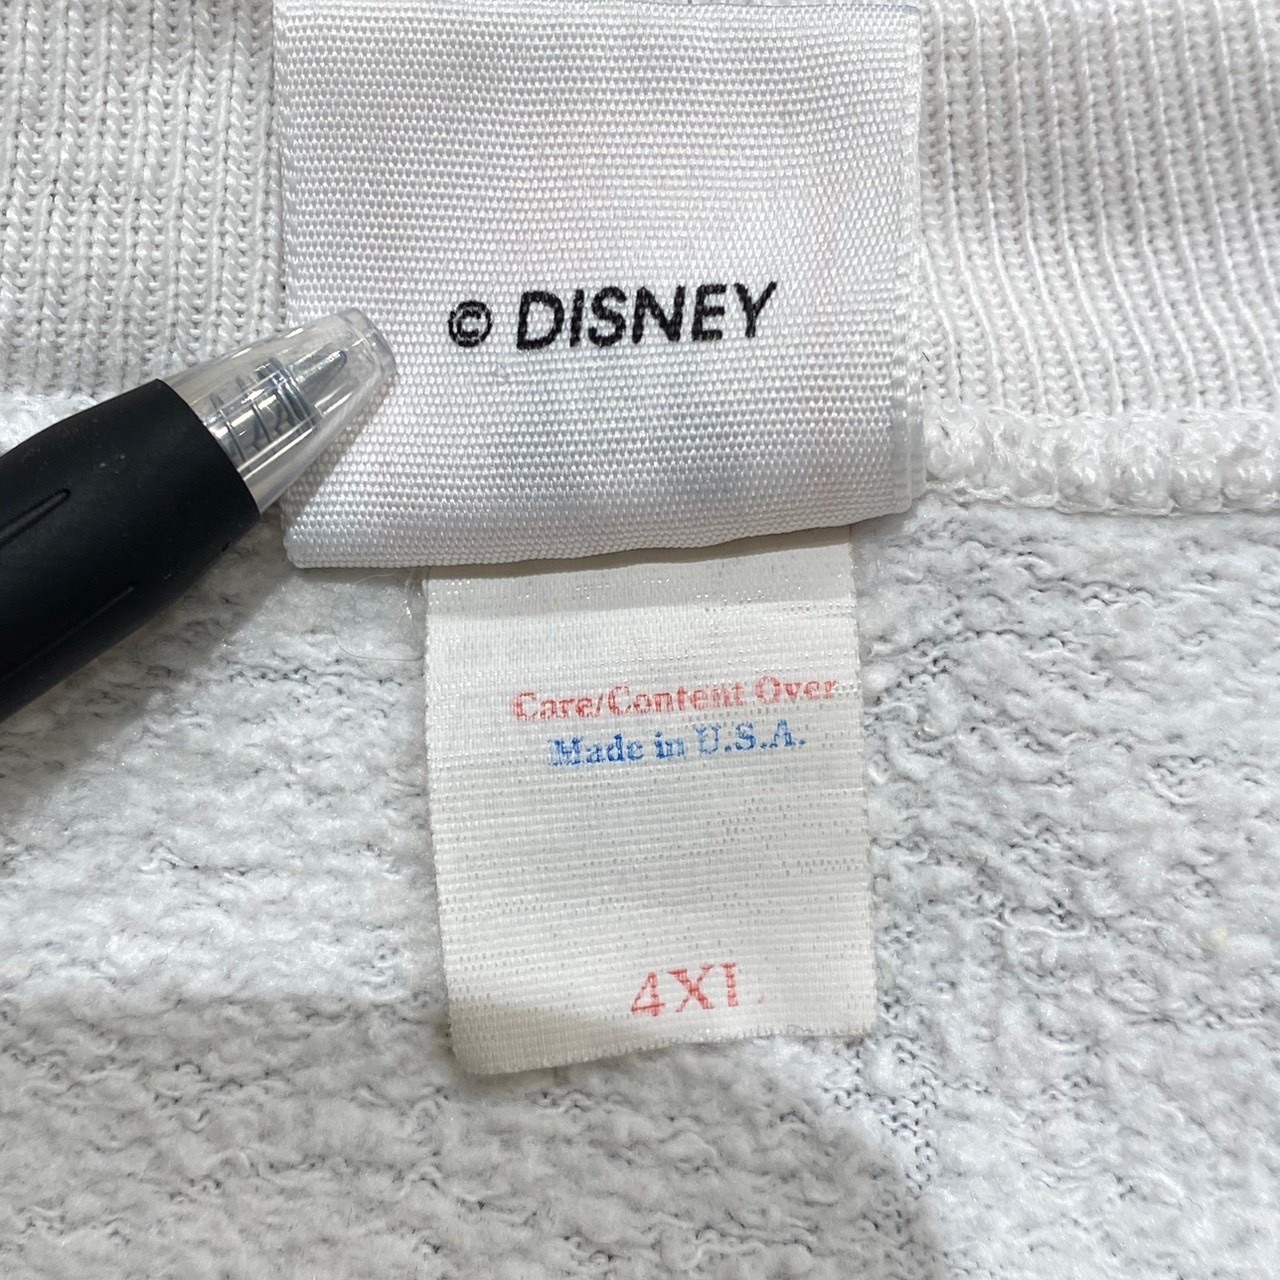 © DISNEY
Care/Content Over
Made in U.S.A.
4XL